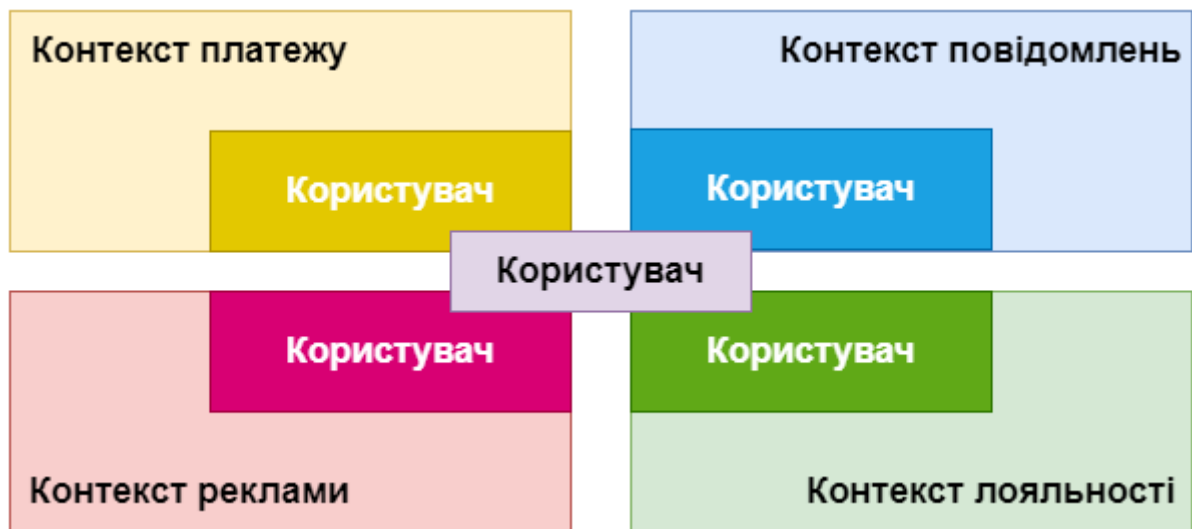 Контекст платежу
Контекст повідомлень
Користувач
Користувач
Користувач
Користувач
Користувач
Контекст реклами
Контекст лояльності